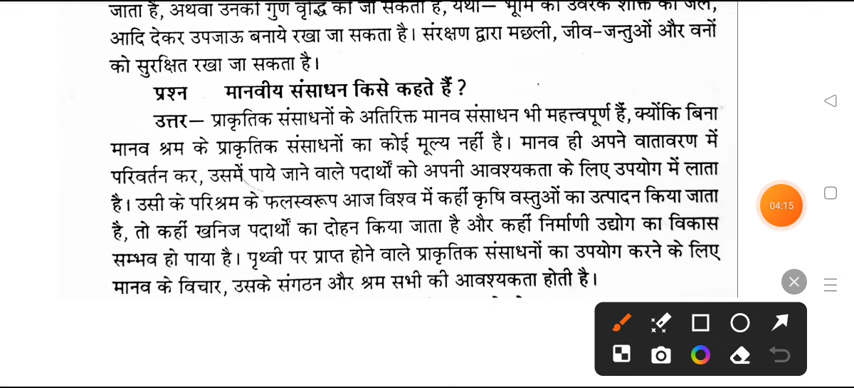 जाता है, अथवा उनकी गुण वृद्धि की जा सकती है, यथा— भूमि की उर्वरक शक्ति को जल,
आदि देकर उपजाऊ बनाये रखा जा सकता है। संरक्षण द्वारा मछली, जीव-जन्तुओं और वनों
को सुरक्षित रखा जा सकता है।
प्रश्न मानवीय संसाधन किसे कहते हैं ?
उत्तर— प्राकृतिक संसाधनों के अतिरिक्त मानव संसाधन भी महत्त्वपूर्ण हैं, क्योंकि बिना
मानव श्रम के प्राकृतिक संसाधनों का कोई मूल्य नहीं है। मानव ही अपने वातावरण में
परिवर्तन कर, उसमें पाये जाने वाले पदार्थों को अपनी आवश्यकता के लिए उपयोग में लाता
है। उसी के परिश्रम के फलस्वरूप आज विश्व में कहीं कृषि वस्तुओं का उत्पादन किया जाता
है, तो कहीं खनिज पदार्थों का दोहन किया जाता है और कहीं निर्माणी उद्योग का विकास
सम्भव हो पाया है। पृथ्वी पर प्राप्त होने वाले प्राकृतिक संसाधनों का उपयोग करने के लिए
मानव के विचार, उसके संगठन और श्रम सभी की आवश्यकता होती है।
04:15